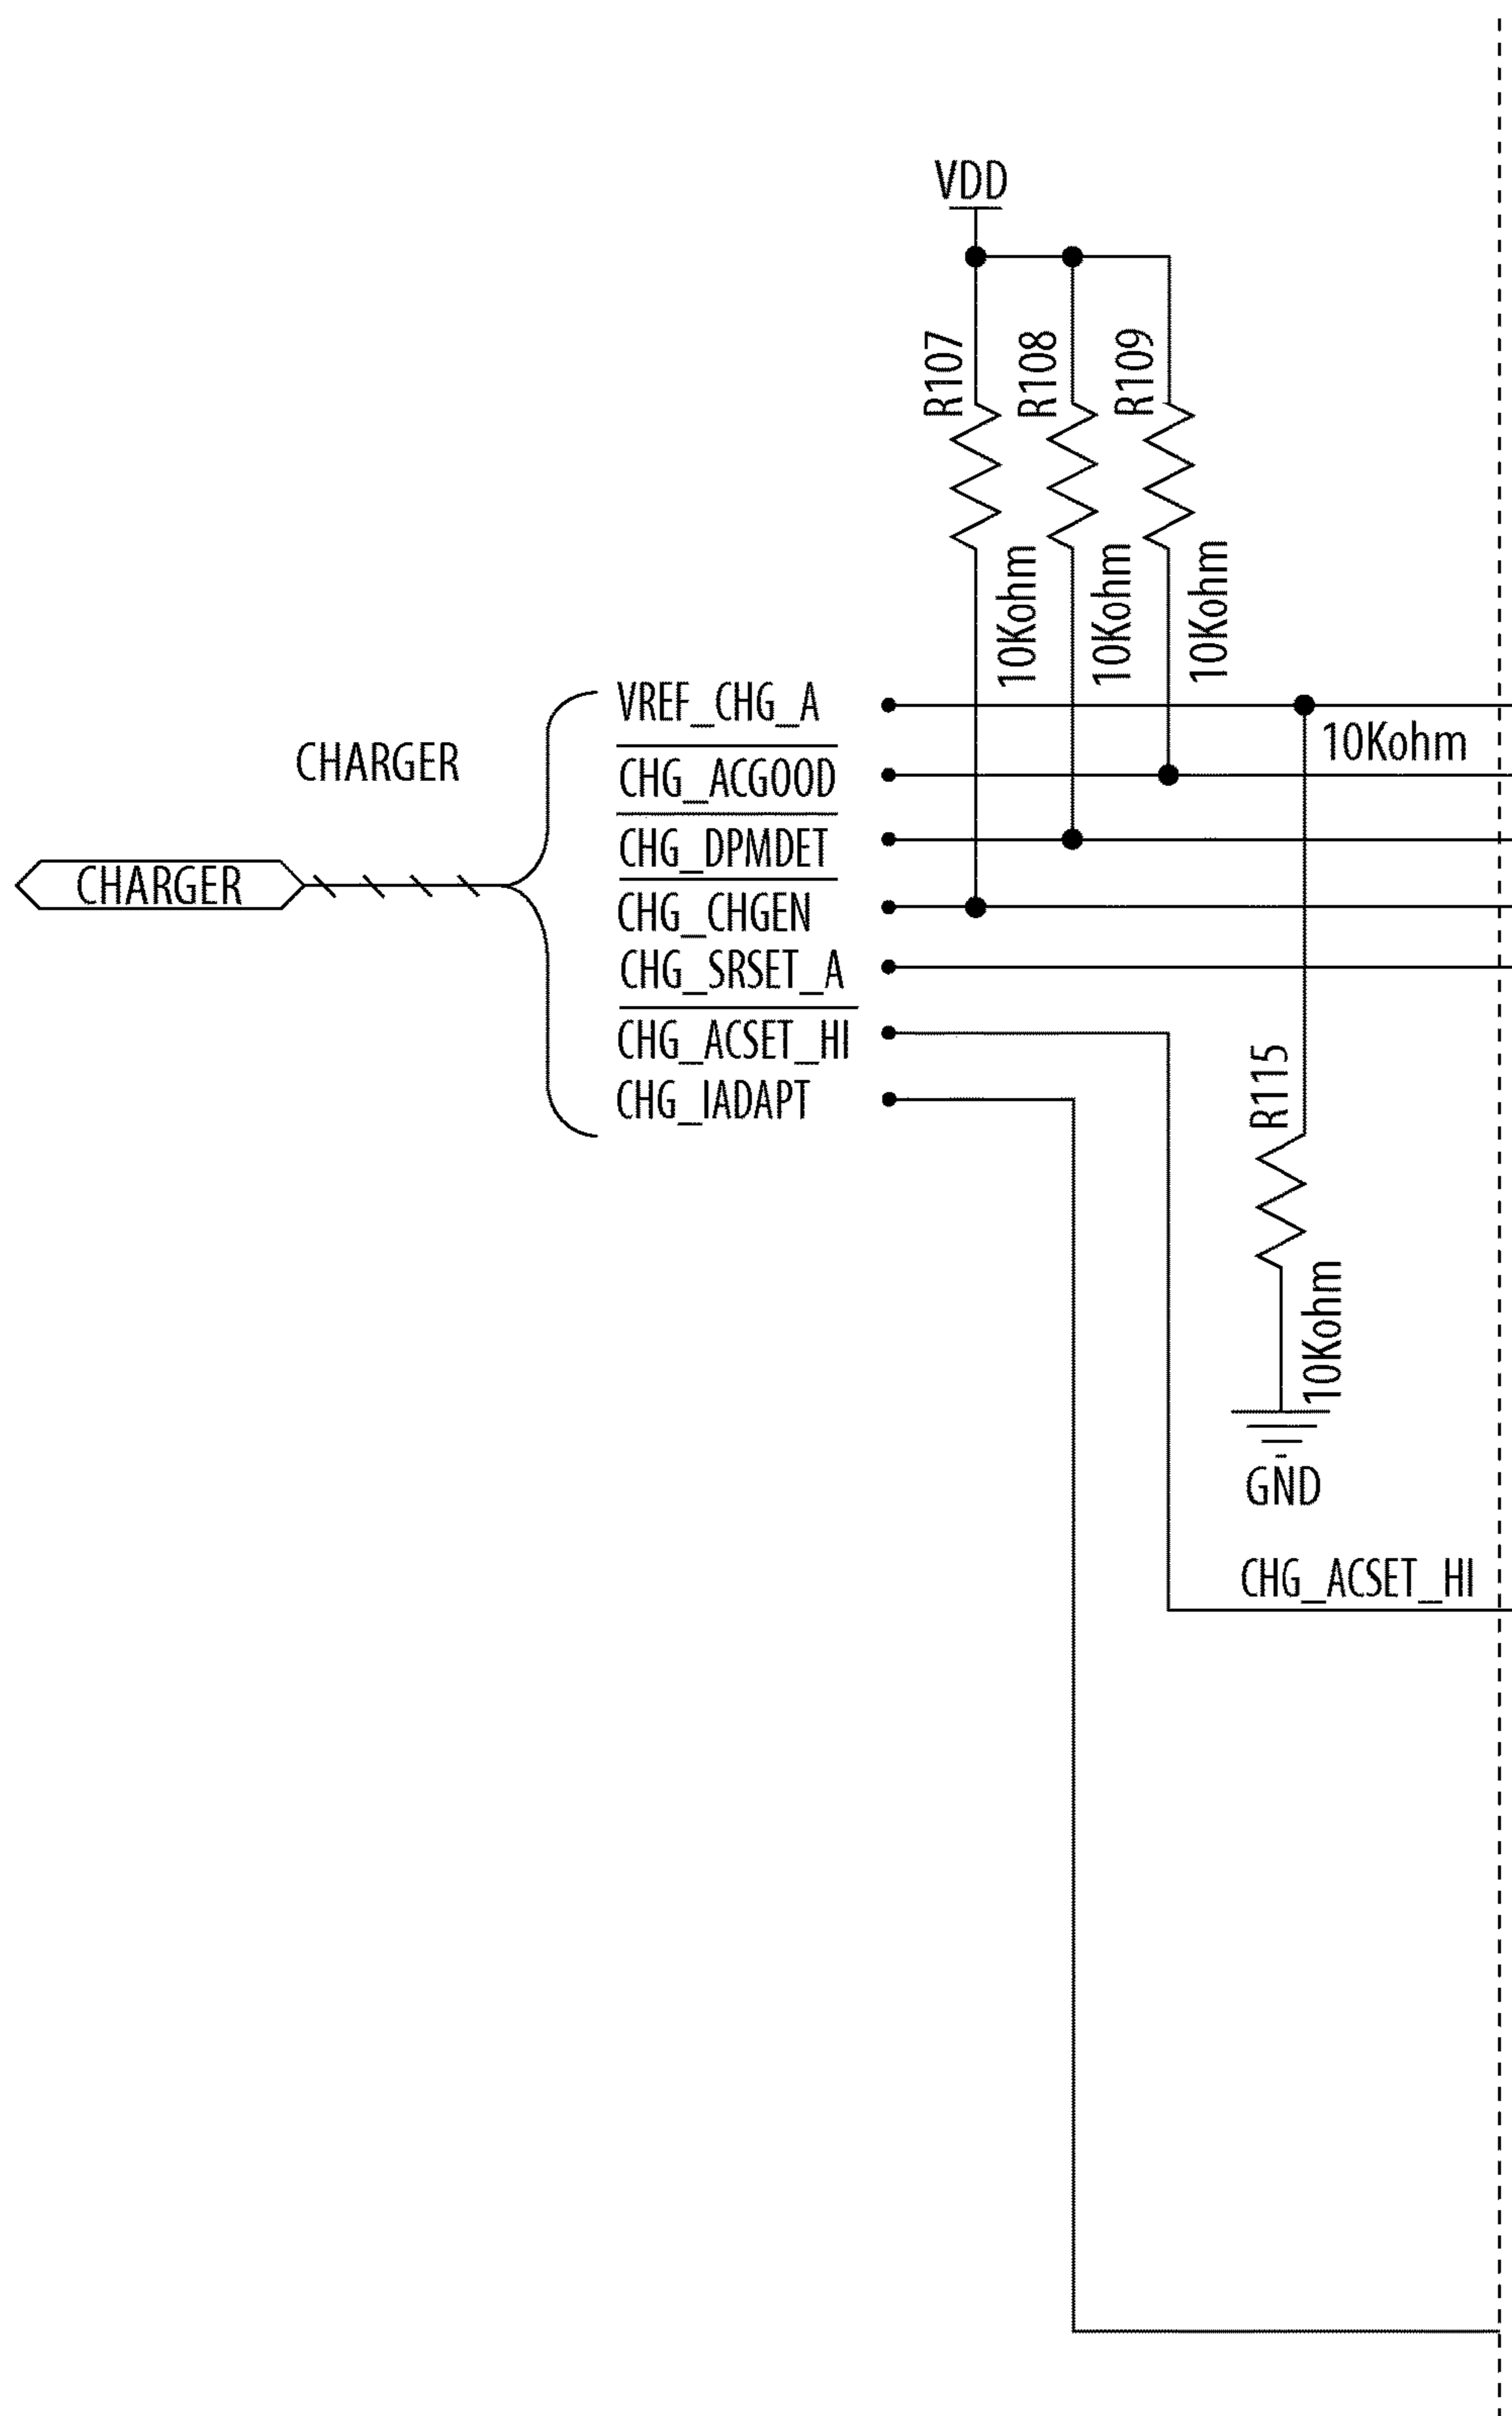 VDD
R107
R108
R109
10Kohm
10Kohm
10Kohm
VREF_CHG_A
10Kohm
CHARGER
CHG_ACGOOD
CHG_DPMDET
CHARGER
CHG_CHGEN
CHG_SRSET_A
CHG_ACSET_HI
CHG_IADAPT
R115
10Kohm
GND
CHG_ACSET_HI